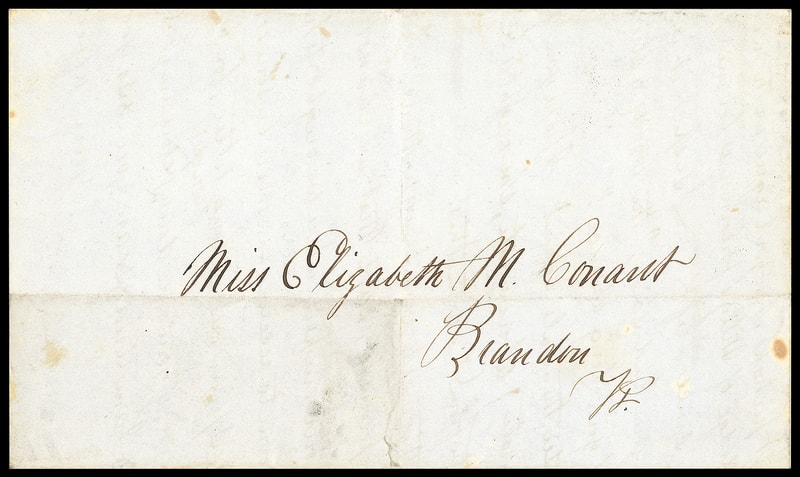 Miss Elizabeth M. Conant
Brandon
Vt.